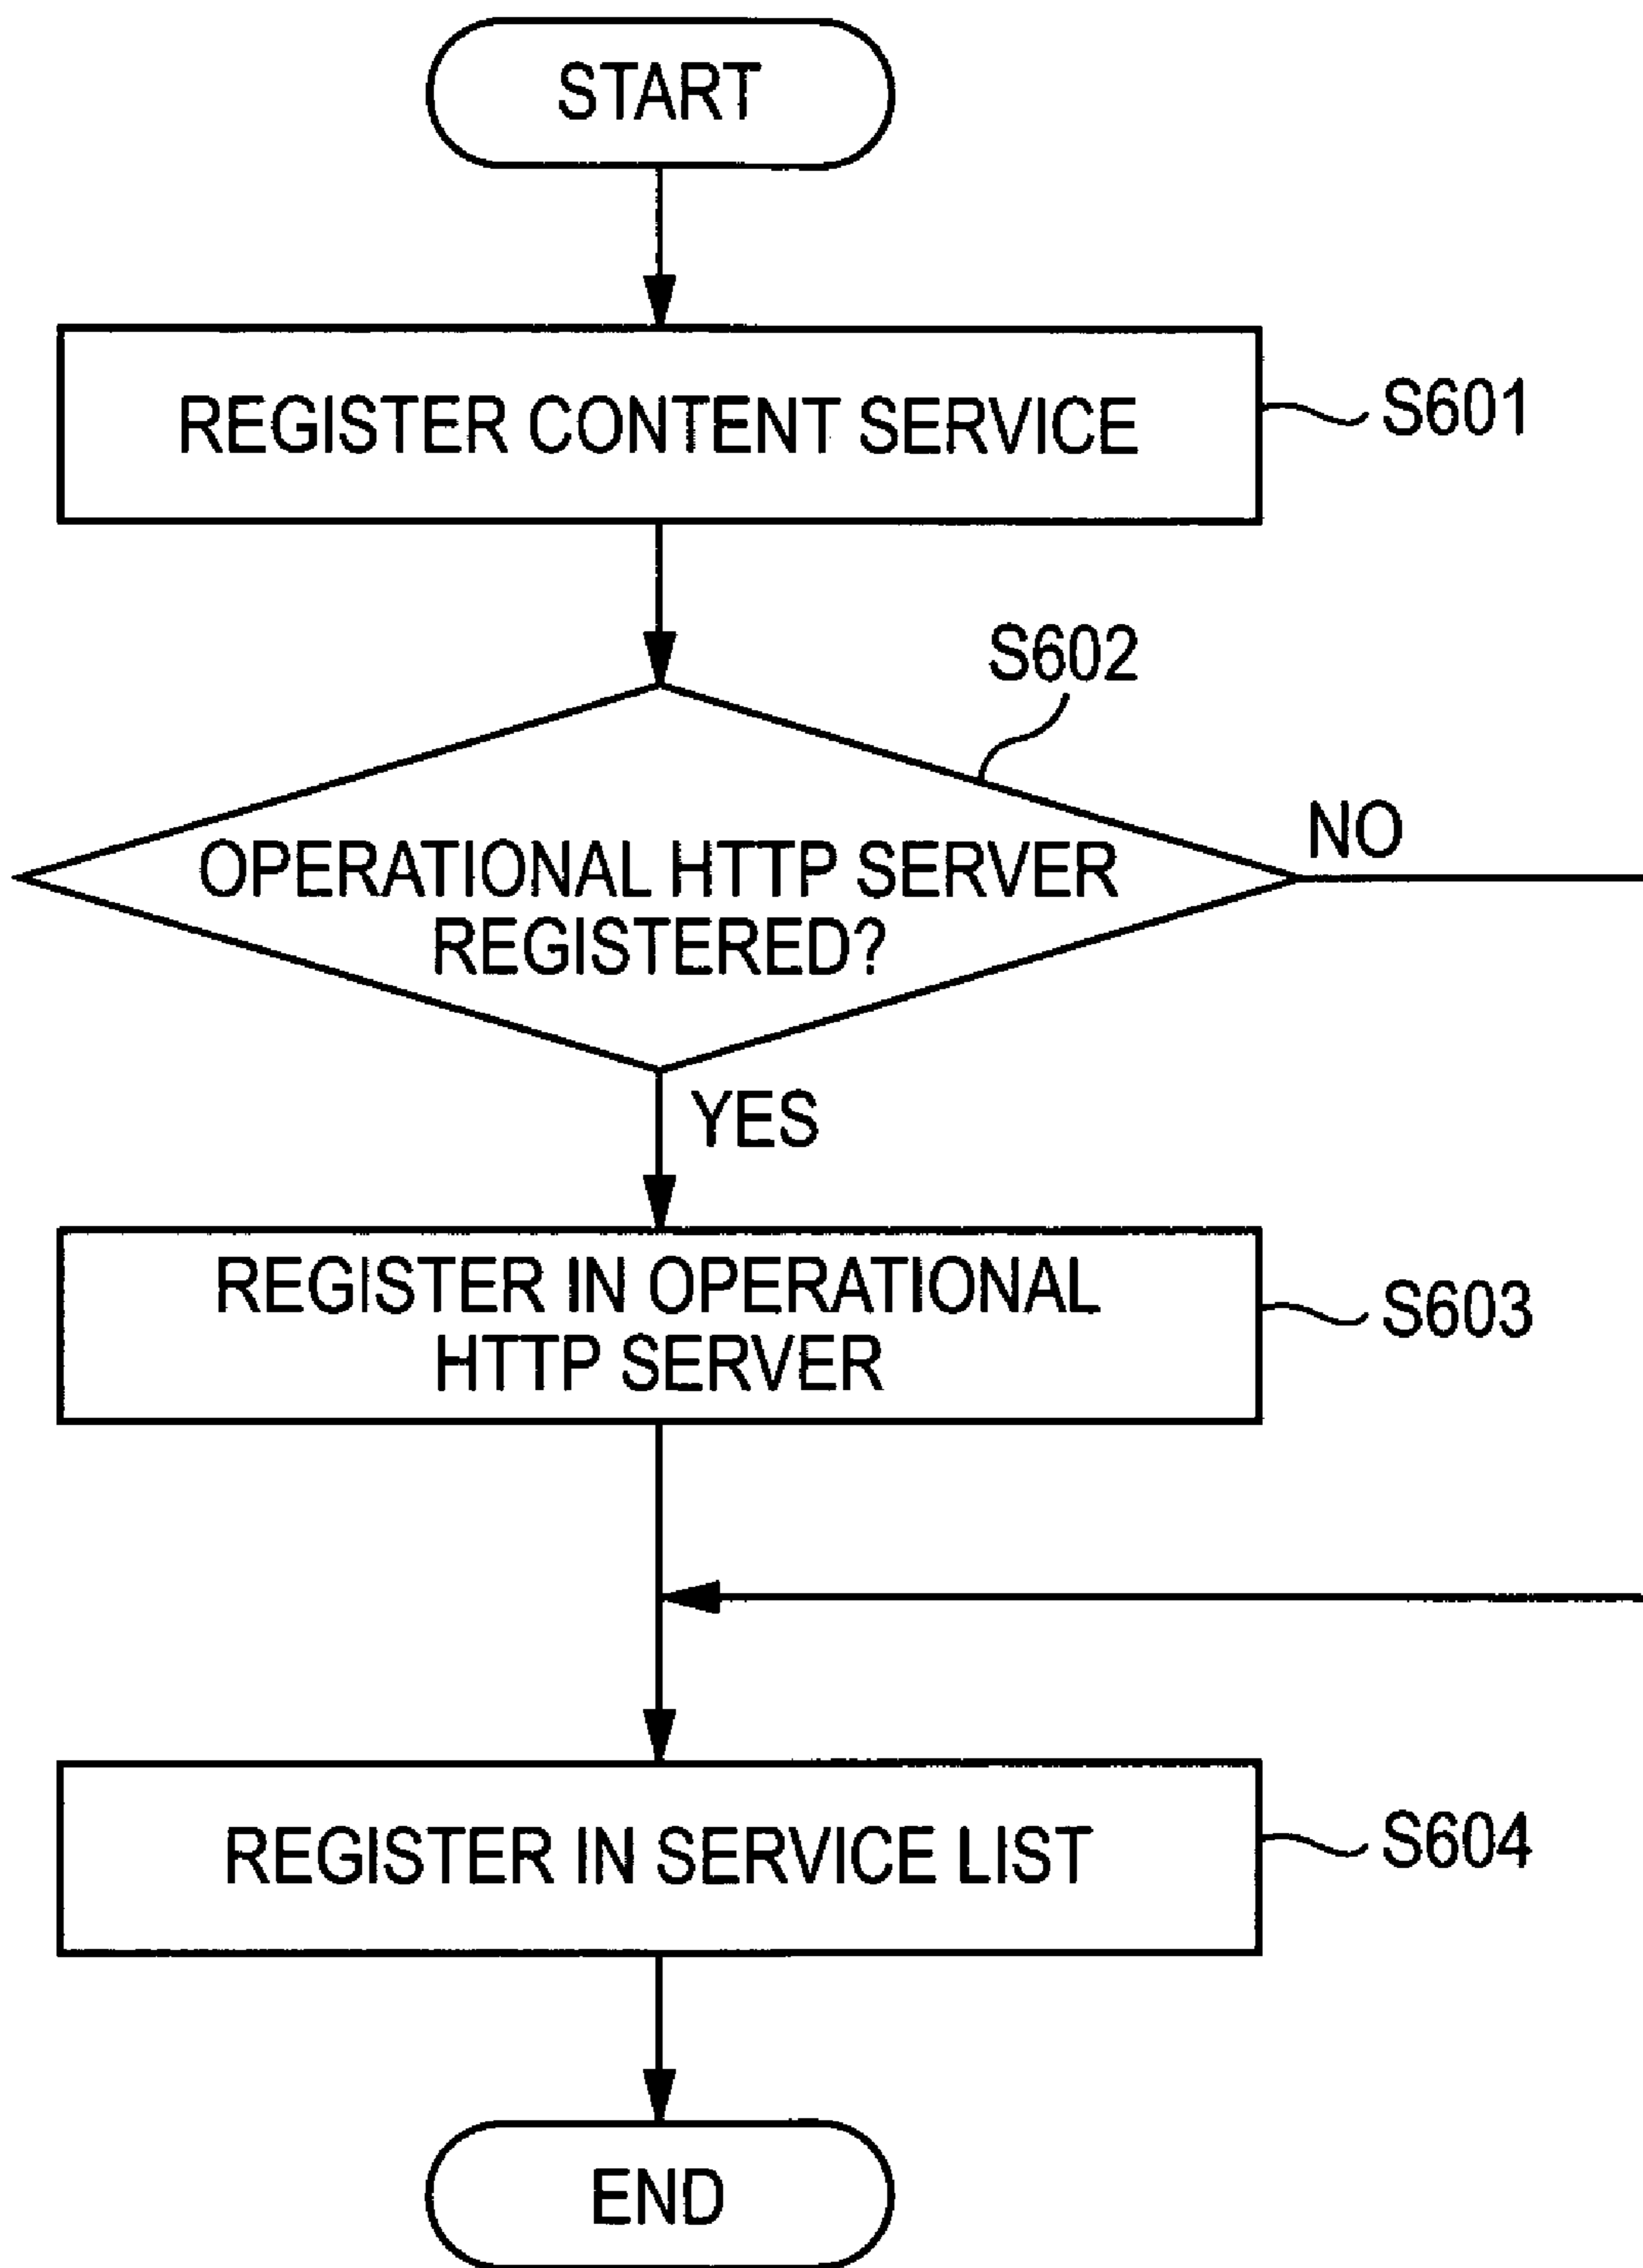 START
REGISTER CONTENT SERVICE
S601
S602
OPERATIONAL HTTP SERVER
REGISTERED?
NO
YES
REGISTER IN OPERATIONAL
HTTP SERVER
S603
REGISTER IN SERVICE LIST
S604
END